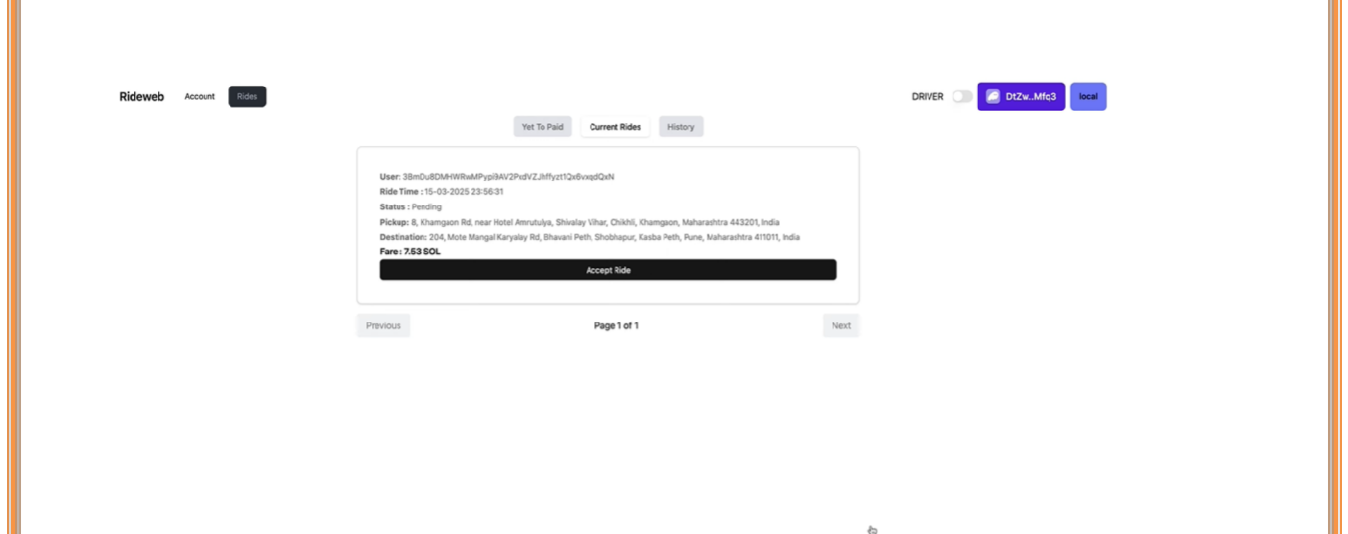 Rideweb Account Rides DRIVER DtZw..Mfq3 local
Yet To Paid Current Rides History
User:
Ride Time : 15-03-2025 23:56:31
Status : Pending
Pickup: 8, Khamgaon Rd, near Hotel Amrutulya, Shivalay Vihar, Chikhli, Khamgaon, Maharashtra 443201, India
Destination: 204, Mote Mangal Karyalay Rd, Bhavani Peth, Shobhapur, Kasba Peth, Pune, Maharashtra 411011, India
Fare: 7.53 SOL
Accept Ride
Previous Page 1 of 1 Next